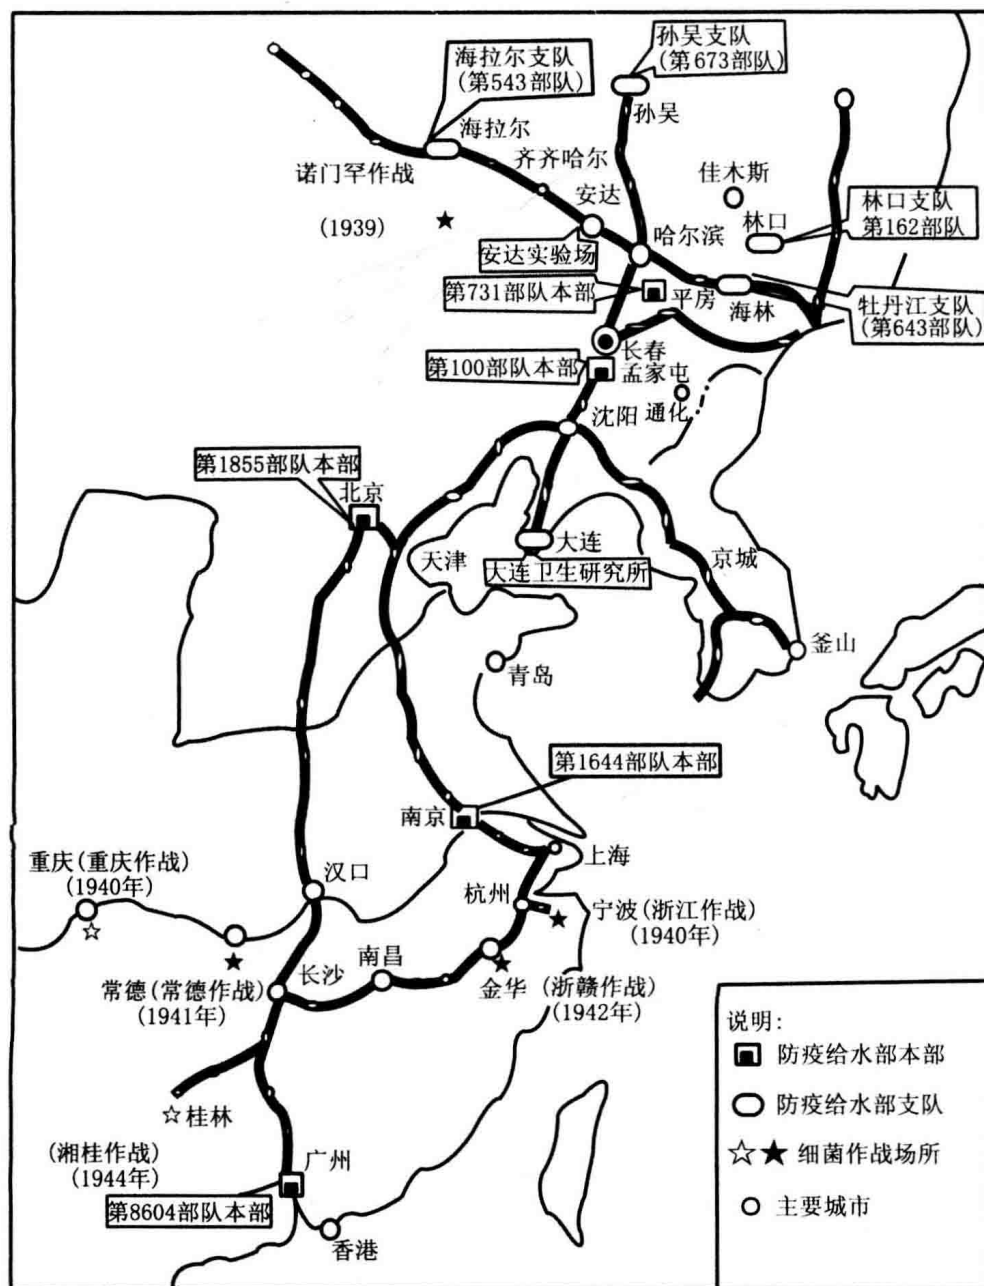 孙吴支队
(第673部队)
海拉尔支队
(第543部队)
孙吴
海拉尔
齐齐哈尔
诺门罕作战
(1939)
安达
佳木斯
林口
林口支队
第162部队
哈尔滨
安达实验场
第731部队本部
平房
海林
牡丹江支队
(第643部队)
长春
孟家屯
第100部队本部
沈阳
通化
第1855部队本部
北京
天津
大连
大连卫生研究所
京城
釜山
青岛
第1644部队本部
南京
上海
重庆(重庆作战)
(1940年)
汉口
杭州
宁波(浙江作战)
(1940年)
常德(常德作战)
(1941年)
长沙
南昌
金华
(浙赣作战)
(1942年)
桂林
(湘桂作战)
(1944年)
广州
第8604部队本部
香港
说明:
防疫给水部本部
防疫给水部支队
细菌作战场所
主要城市